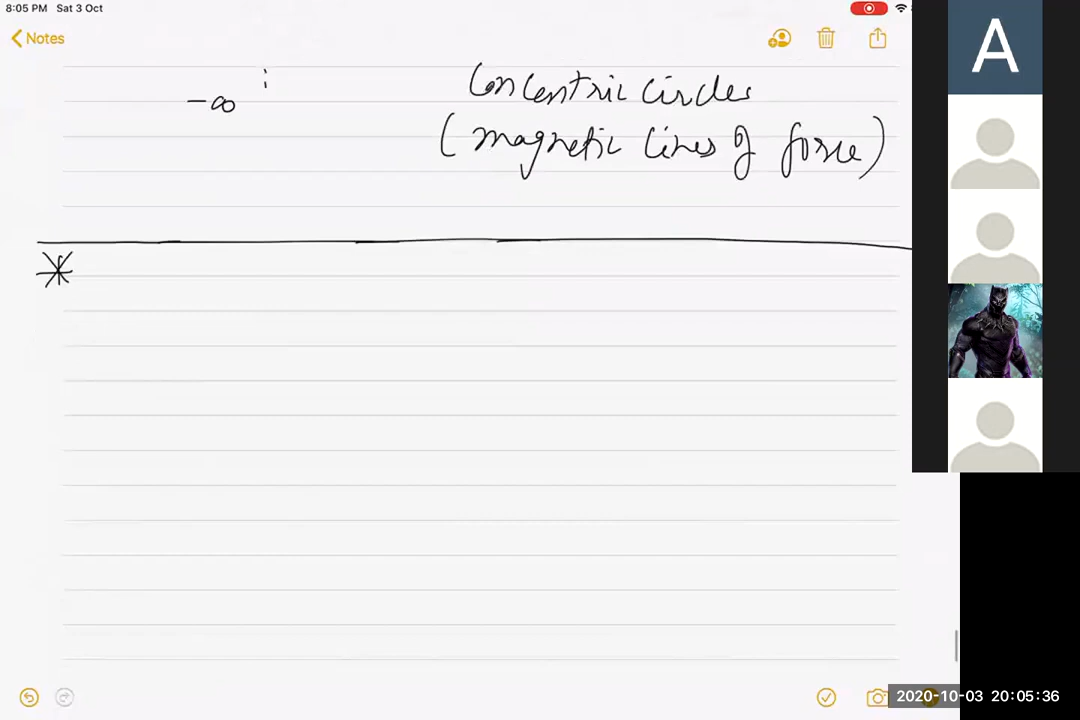 8:05 PM Sat 3 Oct
Notes
-∞
Concentric circles
(magnetic lines of force)
*
A
2020-10-03 20:05:36